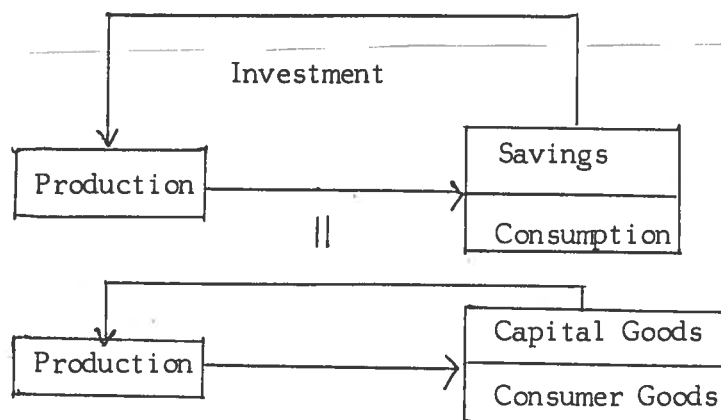 Investment
Savings
Production
Consumption
||
Capital Goods
Production
Consumer Goods